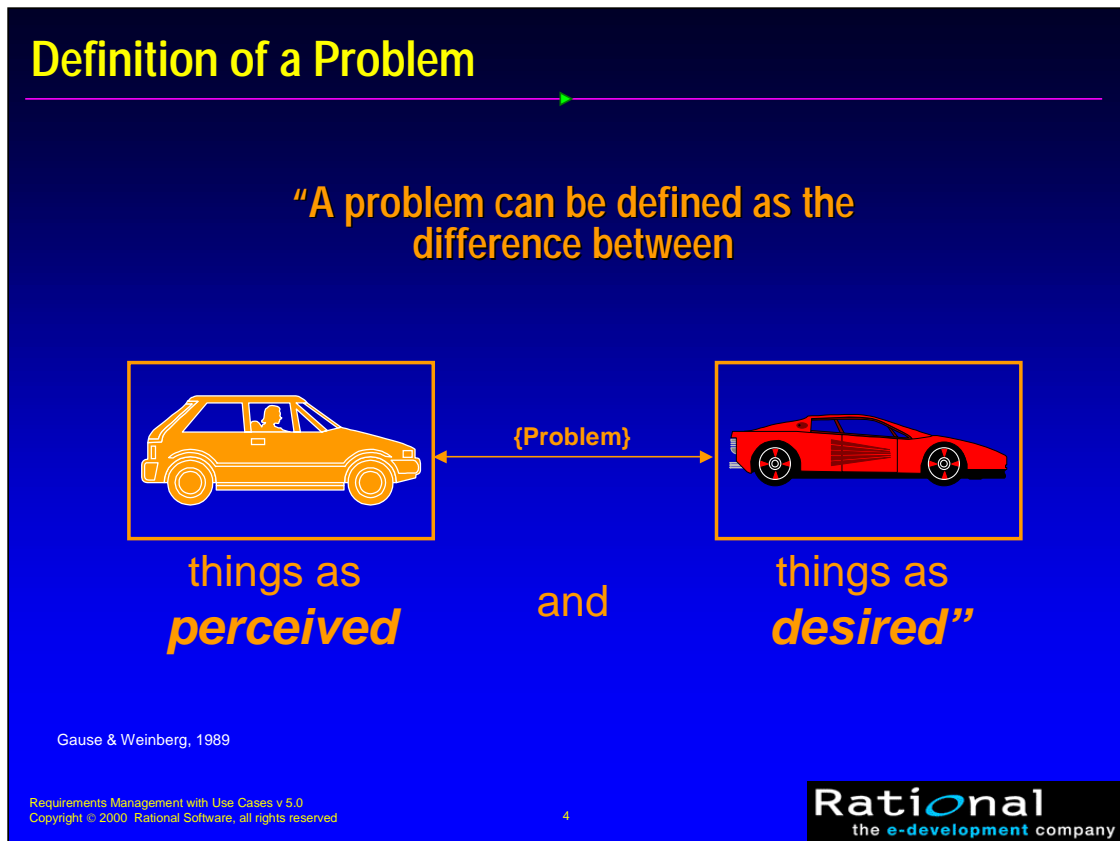 Definition of a Problem
“A problem can be defined as the
difference between
{Problem}
things as
perceived
and
things as
desired”
Gause & Weinberg, 1989
Requirements Management with Use Cases v 5.0
Copyright © 2000 Rational Software, all rights reserved
4
Rational
the e-development company